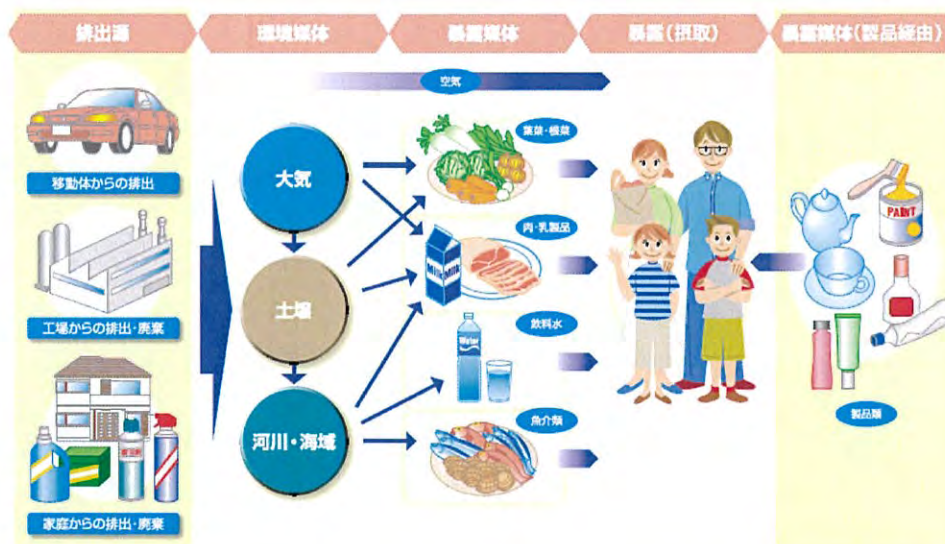 排出源
環境媒体
暴露媒体
暴露(摂取)
暴露媒体(製品経由)
空気
移動体からの排出
工場からの排出・廃棄
家庭からの排出・廃棄
大気
土壌
河川・海域
葉菜・根菜
肉・乳製品
MILK
飲料水
Water
魚介類
PAINT
製品類